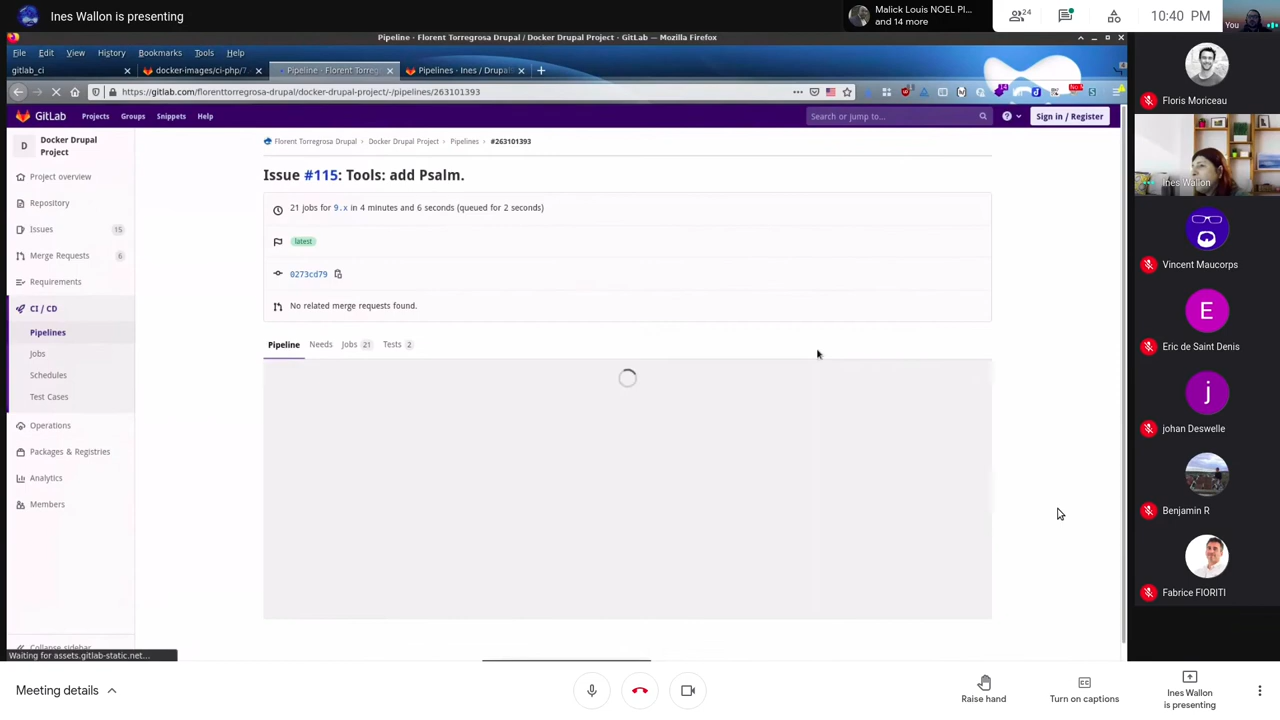 Ines Wallon is presenting
Malick Louis NOEL Pl...
and 14 more
24
10:40 PM
You
Pipeline · Florent Torregrosa Drupal / Docker Drupal Project · GitLab — Mozilla Firefox
File Edit View History Bookmarks Tools Help
gitlab_ci
docker-images/ci-php/7.
Pipeline · Florent Torregr
Pipelines · Ines / Drupals
https://gitlab.com/florentorregrosa-drupal/docker-drupal-project/-/pipelines/263101393
GitLab
Projects Groups Snippets Help
Search or jump to...
Sign in / Register
D
Docker Drupal
Project
Project overview
Repository
Issues 15
Merge Requests 6
Requirements
CI / CD
Pipelines
Jobs
Schedules
Test Cases
Operations
Packages & Registries
Analytics
Members
Collapse sidebar
Waiting for assets.gitlab-static.net...
Florent Torregrosa Drupal › Docker Drupal Project › Pipelines › #263101393
Issue #115: Tools: add Psalm.
21 jobs for 9.x in 4 minutes and 6 seconds (queued for 2 seconds)
latest
0273cd79
No related merge requests found.
Pipeline Needs Jobs 21 Tests 2
Floris Moriceau
Ines Wallon
Vincent Maucorps
E
Eric de Saint Denis
j
johan Deswelle
Benjamin R
Fabrice FIORITI
Meeting details
Raise hand
Turn on captions
Ines Wallon
is presenting